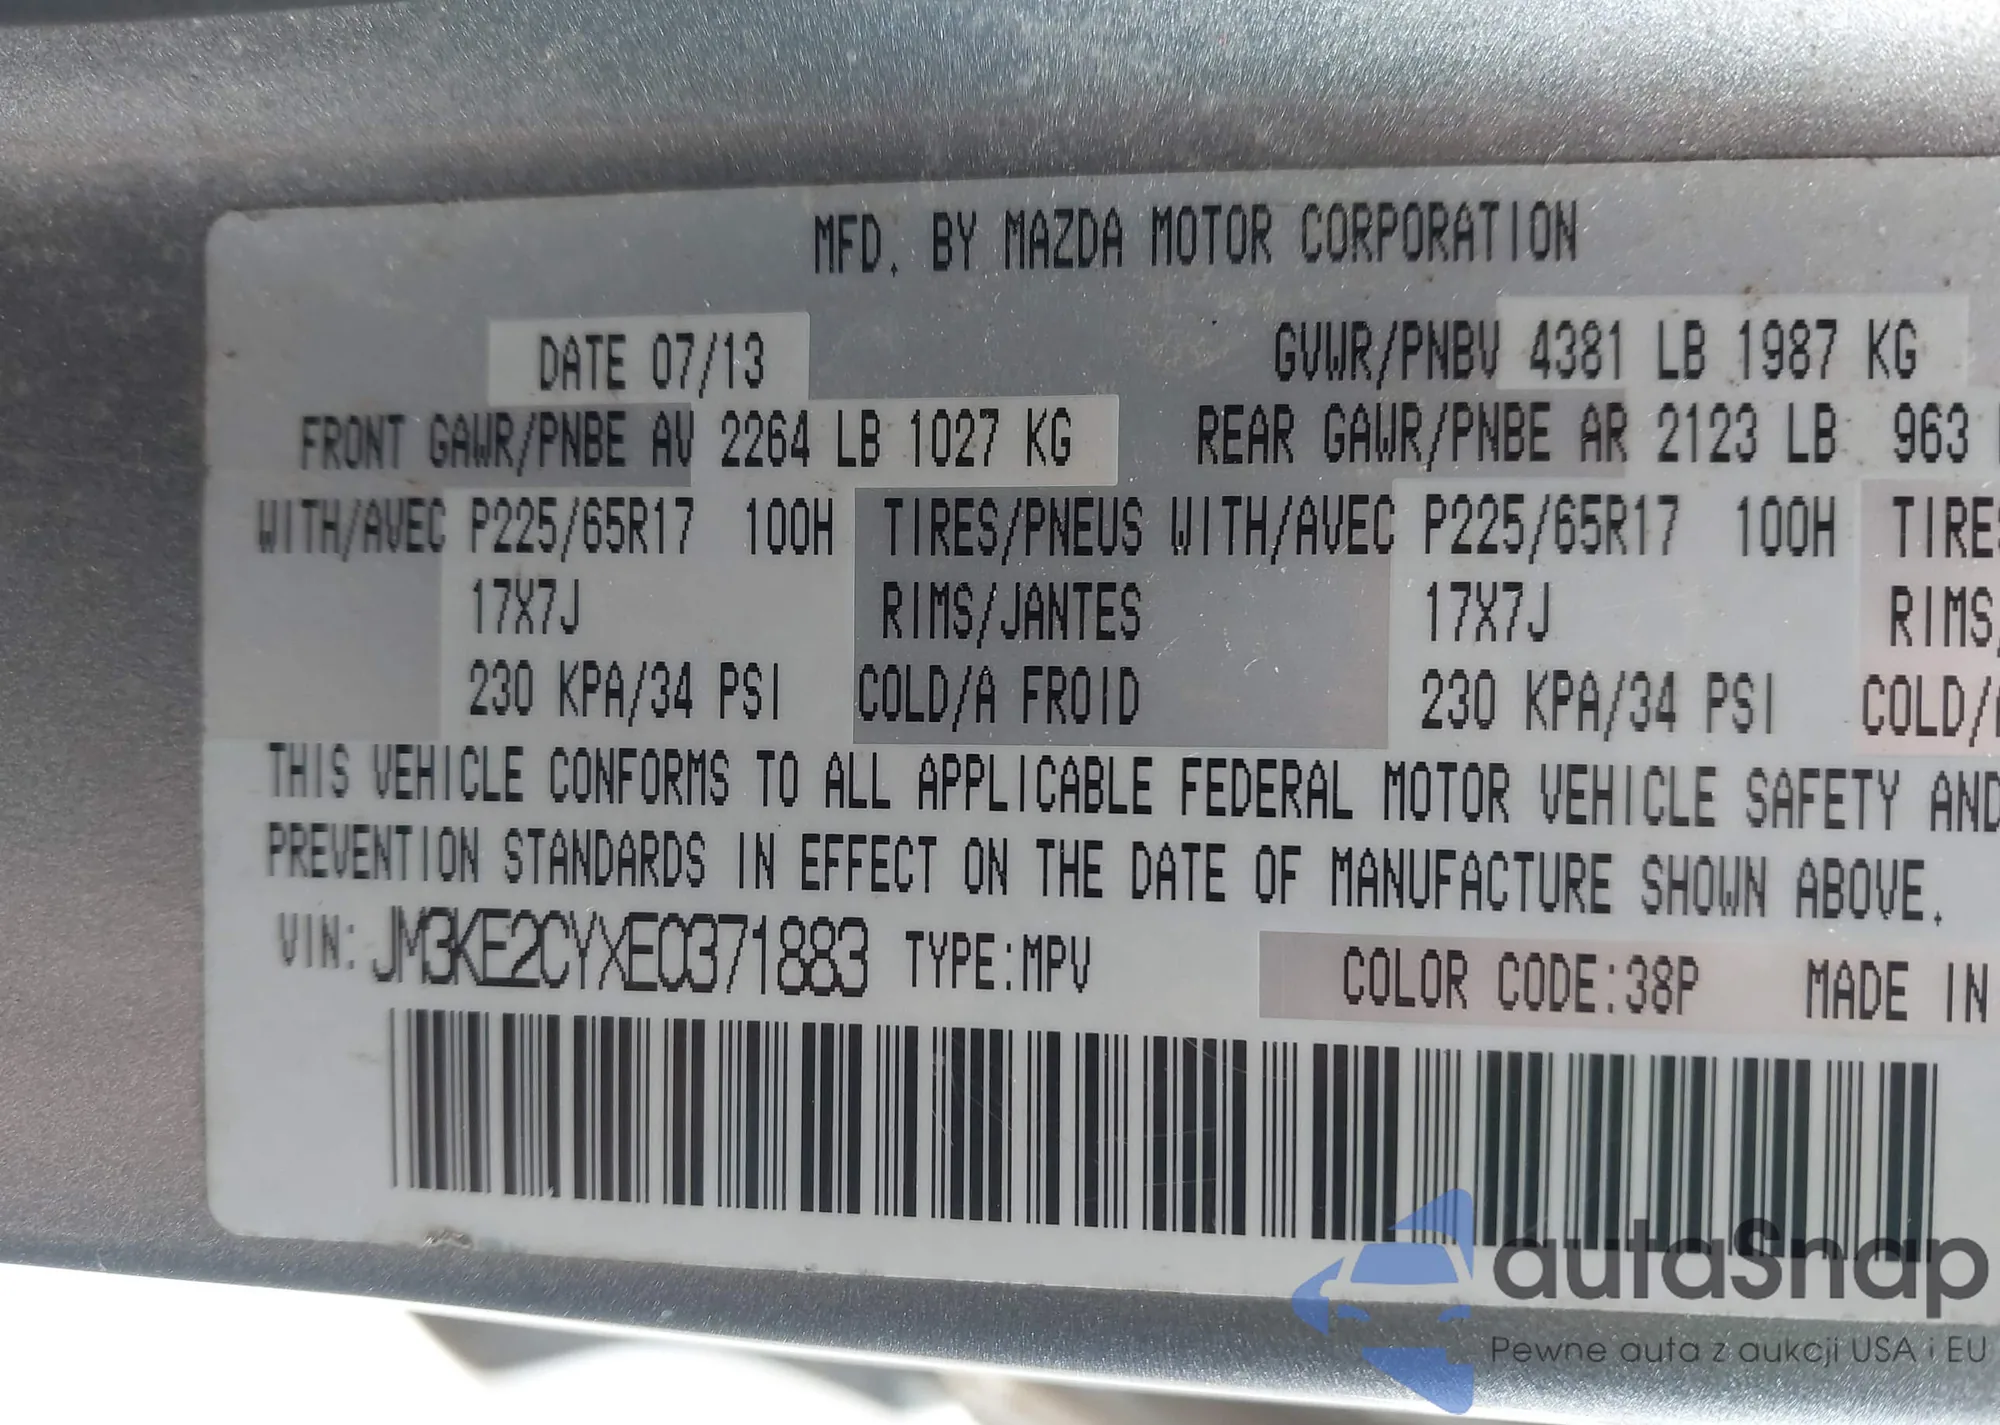 MFD. BY MAZDA MOTOR CORPORATION
DATE 07/13 GVWR/PNBV 4381 LB 1987 KG
FRONT GAWR/PNBE AV 2264 LB 1027 KG REAR GAWR/PNBE AR 2123 LB 963
WITH/AVEC P225/65R17 100H TIRES/PNEUS WITH/AVEC P225/65R17 100H TIRES
17X7J RIMS/JANTES 17X7J RIMS/
230 KPA/34 PSI COLD/A FROID 230 KPA/34 PSI COLD/A
THIS VEHICLE CONFORMS TO ALL APPLICABLE FEDERAL MOTOR VEHICLE SAFETY AND
PREVENTION STANDARDS IN EFFECT ON THE DATE OF MANUFACTURE SHOWN ABOVE.
VIN: JM3KE2CYXE0371883 TYPE:MPV COLOR CODE:38P MADE IN
autaSnap
Pewne auta z aukcji USA i EU